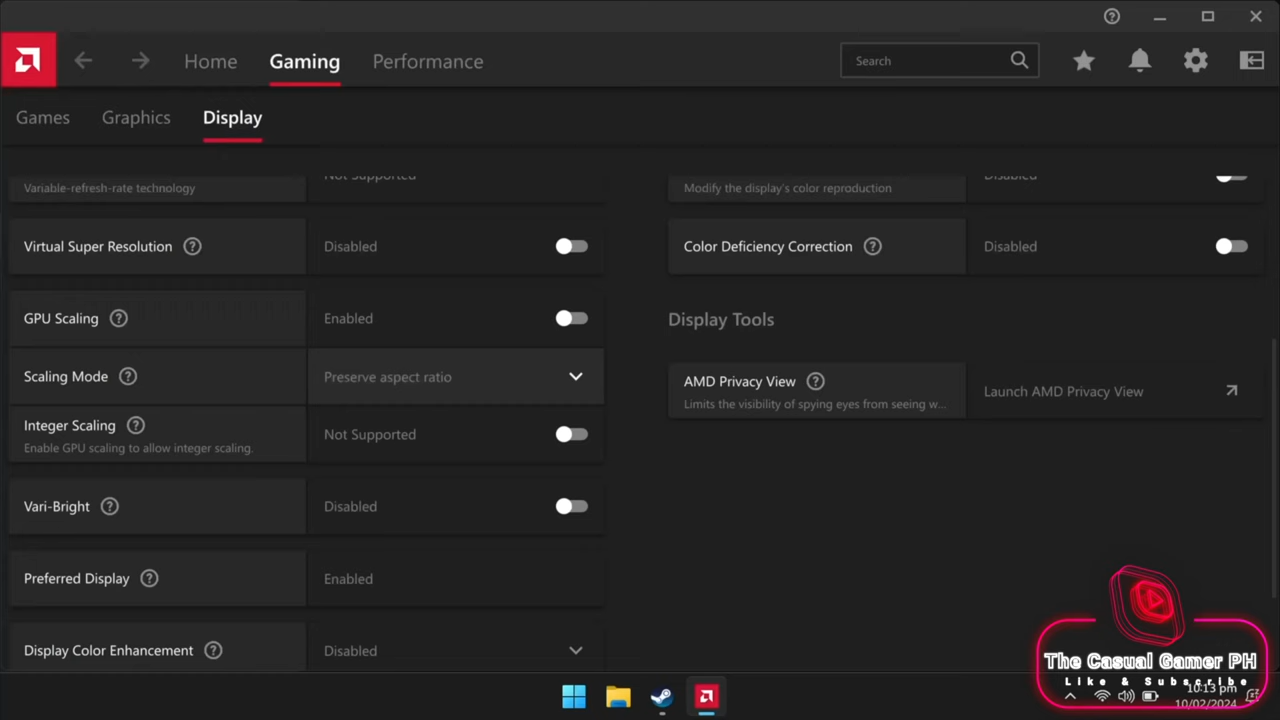 Home
Gaming
Performance
Search
Games
Graphics
Display
Variable-refresh-rate technology
Not Supported
Modify the display's color reproduction
Disabled
Virtual Super Resolution
Disabled
Color Deficiency Correction
Disabled
GPU Scaling
Enabled
Display Tools
Scaling Mode
Preserve aspect ratio
AMD Privacy View
Limits the visibility of spying eyes from seeing w...
Launch AMD Privacy View
Integer Scaling
Enable GPU scaling to allow integer scaling.
Not Supported
Vari-Bright
Disabled
Preferred Display
Enabled
Display Color Enhancement
Disabled
The Casual Gamer PH
Like & Subscribe
10:13 pm
10/02/2024